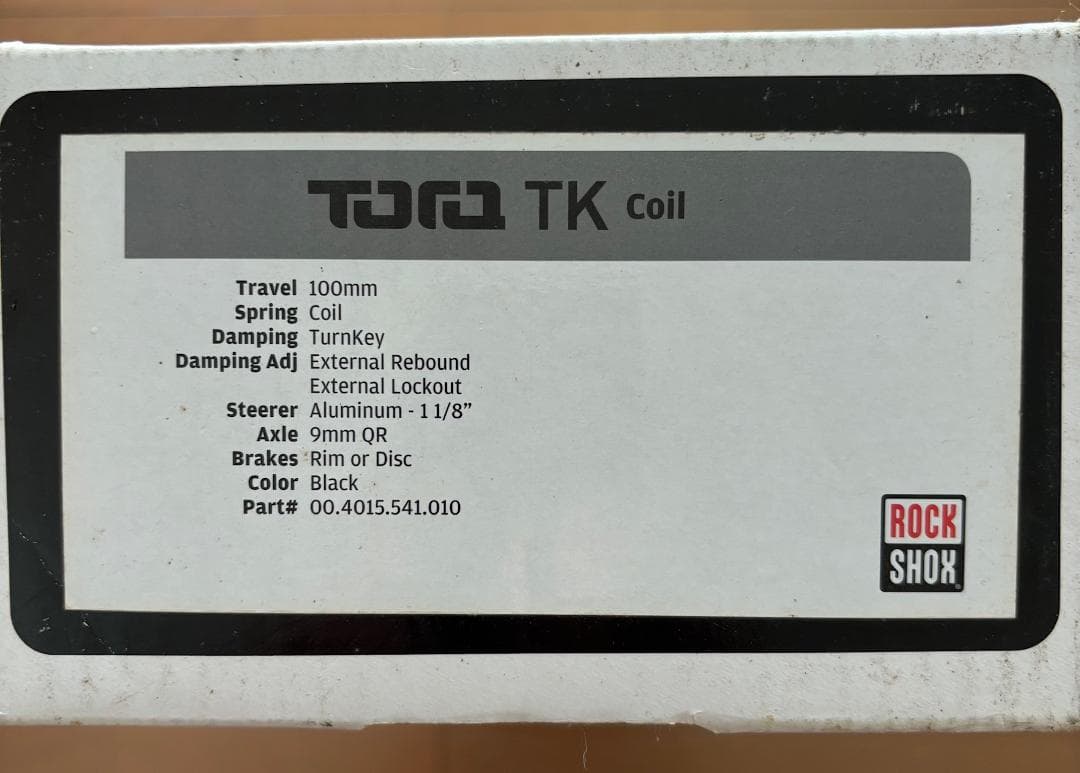 TORA TK Coil
Travel 100mm
Spring Coil
Damping TurnKey
Damping Adj External Rebound
External Lockout
Steerer Aluminum - 1 1/8”
Axle 9mm QR
Brakes Rim or Disc
Color Black
Part# 00.4015.541.010
ROCK
SHOX